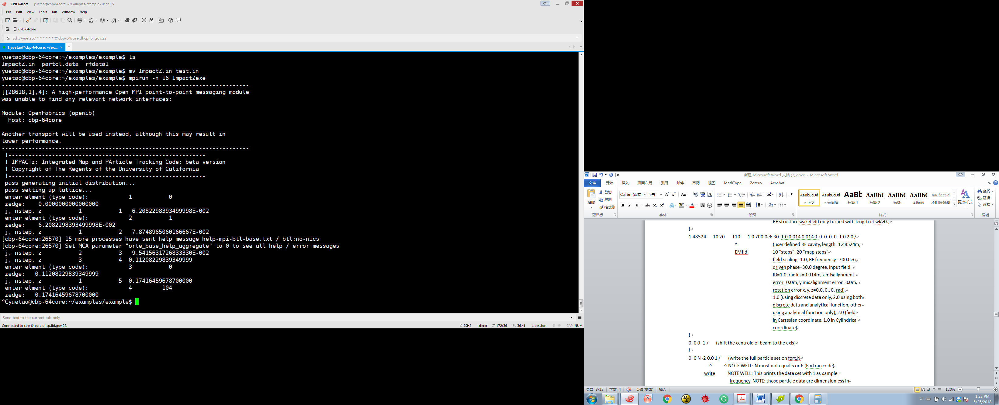 CPB-64core yuetao@cbp-64core: ~/examples/example - Xshell 5
File Edit View Tools Tab Window Help
CPB-64core
ssh://yuetao:*************@cbp-64core.dhcp.lbl.gov:22
1 yuetao@cbp-64core: ~/ex...
yuetao@cbp-64core:~/examples/example$ ls
ImpactZ.in  partcl.data  rfdata1
yuetao@cbp-64core:~/examples/example$ mv ImpactZ.in test.in
yuetao@cbp-64core:~/examples/example$ mpirun -n 16 ImpactZexe
--------------------------------------------------------------------------
[[28618,1],4]: A high-performance Open MPI point-to-point messaging module
was unable to find any relevant network interfaces:
Module: OpenFabrics (openib)
  Host: cbp-64core
Another transport will be used instead, although this may result in
lower performance.
--------------------------------------------------------------------------
 !-----------------------------------------------------------
 ! IMPACTz: Integrated Map and PArticle Tracking Code: beta version
 ! Copyright of The Regents of the University of California
 !-----------------------------------------------------------
 pass generating initial distribution...
 pass setting up lattice...
 enter elment (type code):            1           0
 zedge:    0.0000000000000000
 j, nstep, z           1           1   6.2082298393499998E-002
 enter elment (type code):            2           1
 zedge:    6.2082298393499998E-002
 j, nstep, z           1           2   7.8748965060166667E-002
[cbp-64core:26570] 15 more processes have sent help message help-mpi-btl-base.txt / btl:no-nics
[cbp-64core:26570] Set MCA parameter "orte_base_help_aggregate" to 0 to see all help / error messages
 j, nstep, z           2           3   9.5415631726833330E-002
 j, nstep, z           3           4  0.11208229839349999
 enter elment (type code):            3           0
 zedge:   0.11208229839349999
 j, nstep, z           1           5  0.17416459678700000
 enter elment (type code):            4         104
 zedge:   0.17416459678700000
^Cyuetao@cbp-64core:~/examples/example$
Send text to the current tab only
Connected to cbp-64core.dhcp.lbl.gov:22. SSH2 xterm 172x36 36,41 1 session CAP NUM
新建 Microsoft Word 文档 (2).docx - Microsoft Word
文件 开始 插入 页面布局 引用 邮件 审阅 视图 MathType Zotero Acrobat
粘贴 剪切 复制 格式刷
Calibri (西文 五号
AaBbCcDd AaBbCcDd AaBb AaBb( AaBb( AaBb( AaBbCcDd
正文 无间隔 标题 1 标题 2 标题 副标题 不明显强调 更改样式
查找 替换 选择
剪贴板 字体 段落 样式 编辑
RF structure wakefield only turned with length of wk>0.)
!
1.48524 10 20 110 1.0 700.0e6 30. 1.0 0.014 0.014 0. 0. 0. 0. 0. 1.0 2.0 /
^ (user defined RF cavity, length=1.48524m,
EMfld 10 "steps", 20 "map steps"
field scaling=1.0, RF frequency=700.0e6,
driven phase=30.0 degree, input field
ID=1.0, radius=0.014m, x misalignment
error=0.0m, y misalignment error=0.0m,
rotation error x, y, z=0.0, 0., 0. rad),
1.0 (using discrete data only, 2.0 using both
discrete data and analytical function, other
using analytical function only), 2.0 (field
in Cartesian coordinate, 1.0 in Cylindrical
coordinate)
!
0. 0 0 -1 / (shift the centroid of beam to the axis)
!
0. 0 N -2 0.0 1 / (write the full particle set on fort.N
^ ^ NOTE WELL: N must not equal 5 or 6 (Fortran code)
write NOTE WELL: This prints the data set with 1 as sample
frequency. NOTE: those particle data are dimensionless in
页面: 8/12 字数: 4 英语(美国) 插入 120%
CH 1:22 PM
5/25/2018